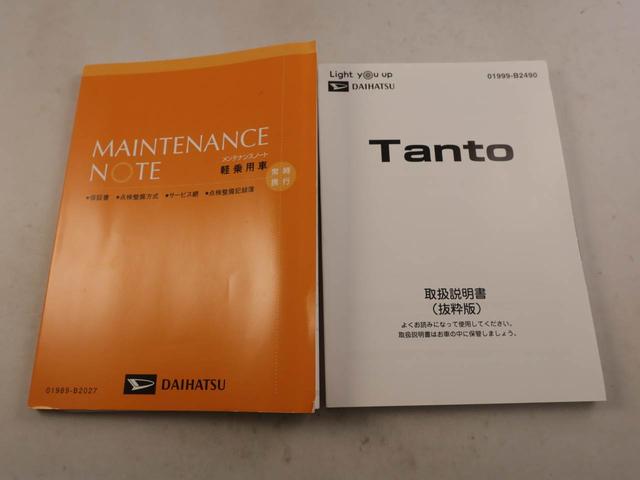 MAINTENANCE
NOTE
メンテナンスノート
軽乗用車
常時
携行
●保証書 ●点検整備方式 ●サービス網 ●点検整備記録簿
DAIHATSU
01989-B2027
Light you up
DAIHATSU
01999-B2490
Tanto
取扱説明書
(抜粋版)
よくお読みになって使用してください。
取扱説明書はお車の中に保管しましょう。